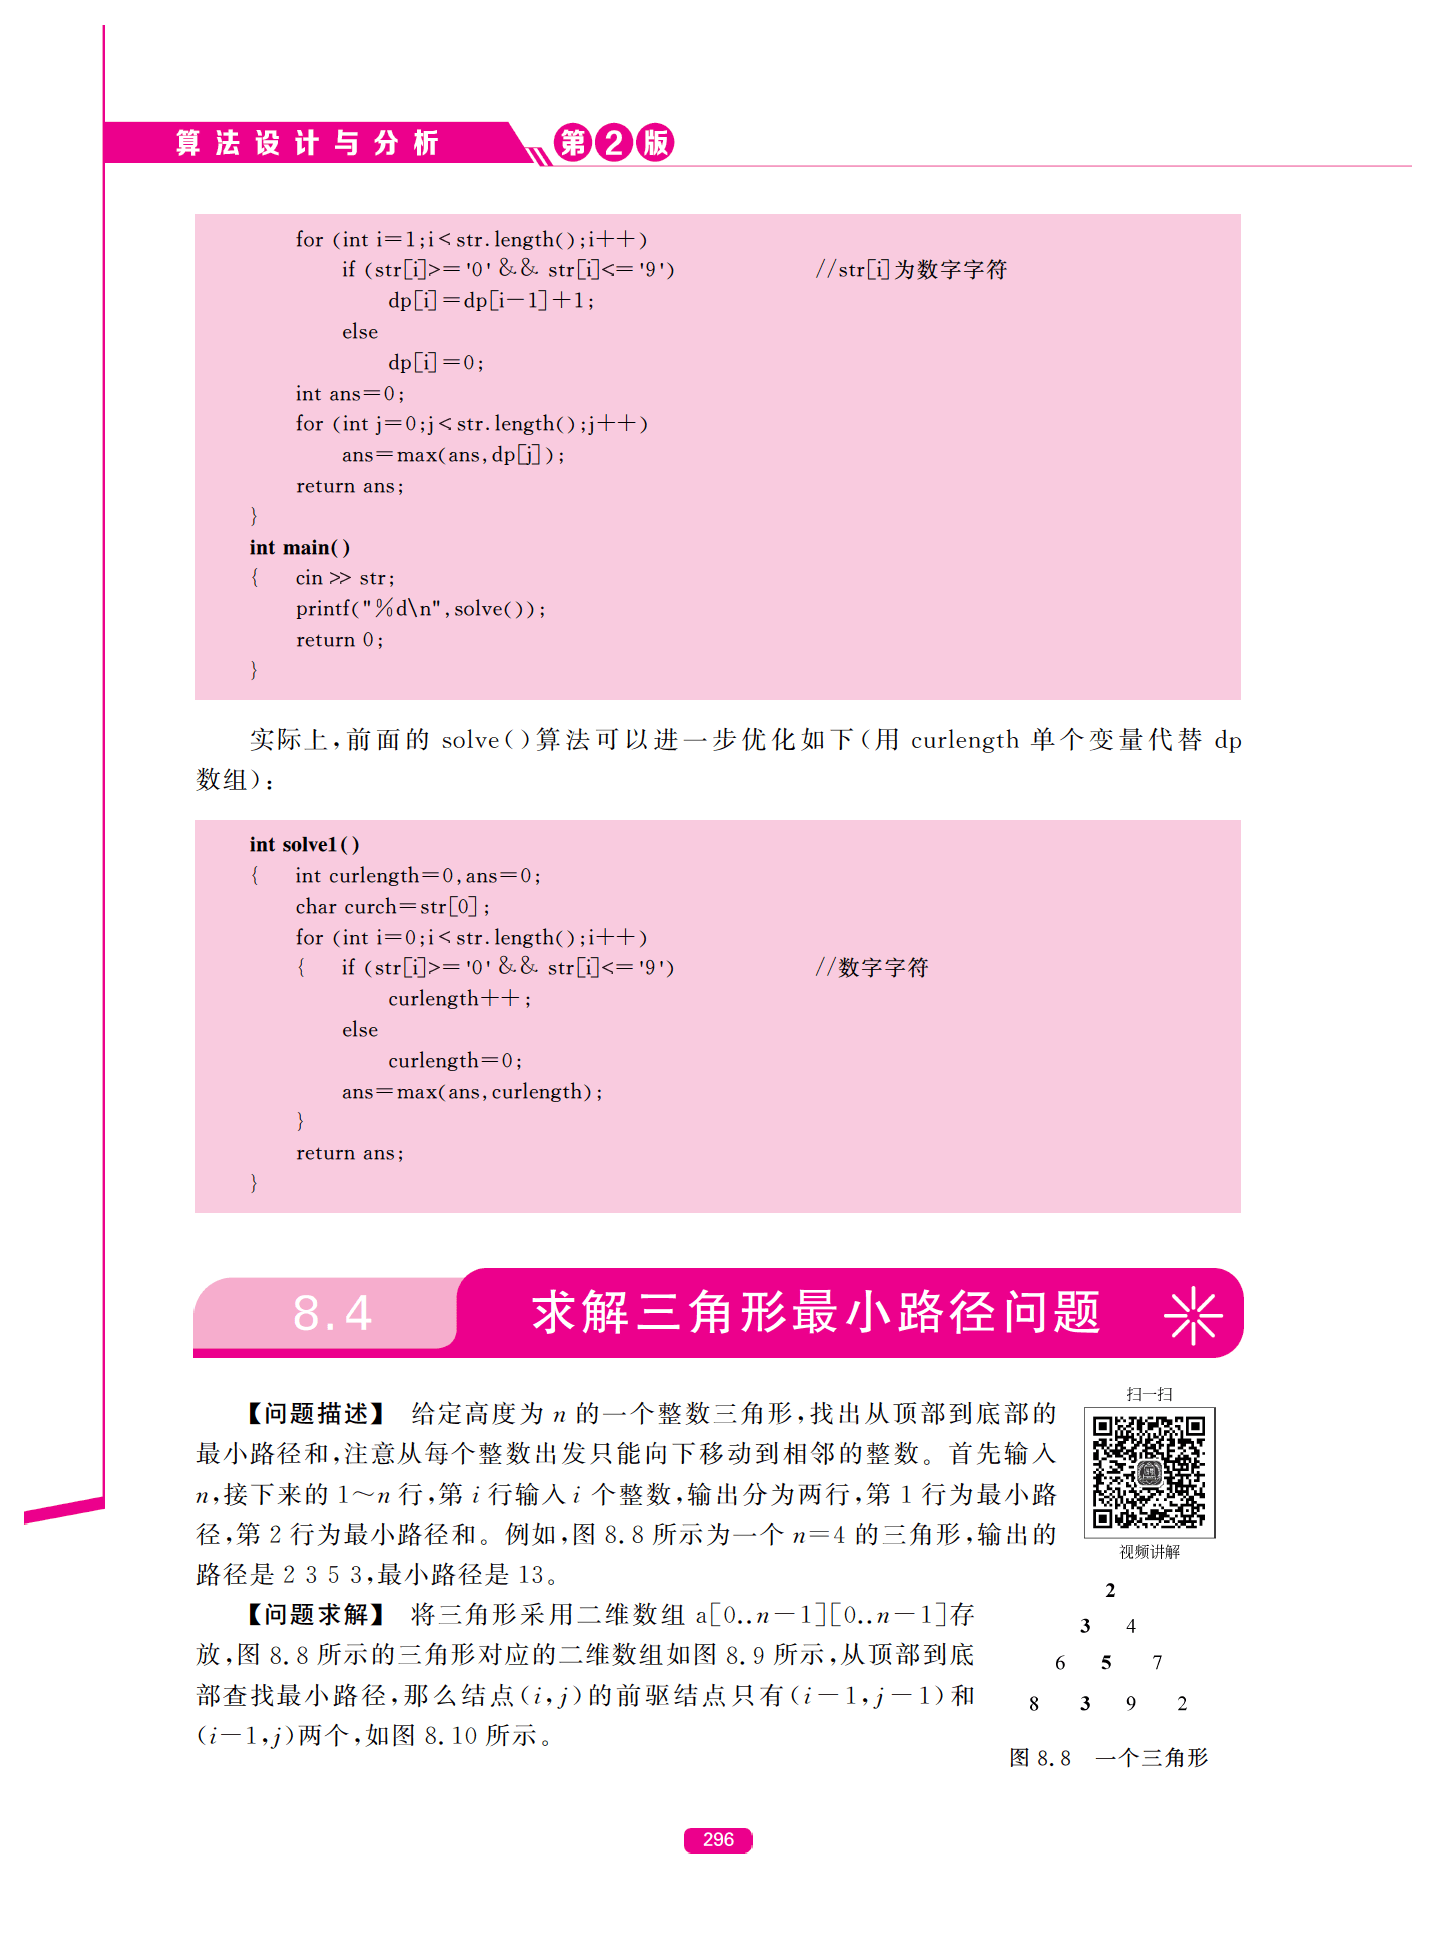 算法设计与分析 第2版
for (int i=1;i<str.length();i++)
if (str[i]>='0' && str[i]<='9') //str[i]为数字字符
dp[i]=dp[i-1]+1;
else
dp[i]=0;
int ans=0;
for (int j=0;j<str.length();j++)
ans=max(ans,dp[j]);
return ans;
}
int main()
{ cin >> str;
printf("%d\n",solve());
return 0;
}
实际上,前面的 solve()算法可以进一步优化如下(用 curlength 单个变量代替 dp
数组):
int solve1()
{ int curlength=0,ans=0;
char curch=str[0];
for (int i=0;i<str.length();i++)
{ if (str[i]>='0' && str[i]<='9') //数字字符
curlength++;
else
curlength=0;
ans=max(ans,curlength);
}
return ans;
}
8.4 求解三角形最小路径问题
【问题描述】 给定高度为 n 的一个整数三角形,找出从顶部到底部的
最小路径和,注意从每个整数出发只能向下移动到相邻的整数。首先输入
n,接下来的 1~n 行,第 i 行输入 i 个整数,输出分为两行,第 1 行为最小路
径,第 2 行为最小路径和。例如,图 8.8 所示为一个 n=4 的三角形,输出的
路径是 2 3 5 3,最小路径是 13。
扫一扫
视频讲解
【问题求解】 将三角形采用二维数组 a[0..n-1][0..n-1]存
放,图 8.8 所示的三角形对应的二维数组如图 8.9 所示,从顶部到底
部查找最小路径,那么结点(i,j)的前驱结点只有(i-1,j-1)和
(i-1,j)两个,如图 8.10 所示。
2
3 4
6 5 7
8 3 9 2
图 8.8 一个三角形
296